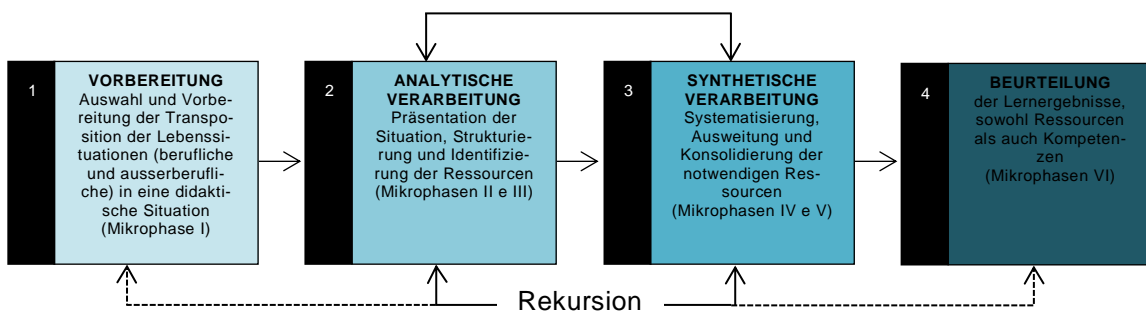 1
VORBEREITUNG
Auswahl und Vorbe-
reitung der Transpo-
sition der Lebenssi-
tuationen (berufliche
und ausserberufli-
che) in eine didakti-
sche Situation
(Mikrophase I)
2
ANALYTISCHE
VERARBEITUNG
Präsentation der
Situation, Strukturie-
rung und Identifizie-
rung der Ressourcen
(Mikrophasen II e III)
3
SYNTHETISCHE
VERARBEITUNG
Systematisierung,
Ausweitung und
Konsolidierung der
notwendigen Res-
sourcen
(Mikrophasen IV e V)
4
BEURTEILUNG
der Lernergebnisse,
sowohl Ressourcen
als auch Kompeten-
zen
(Mikrophasen VI)
Rekursion